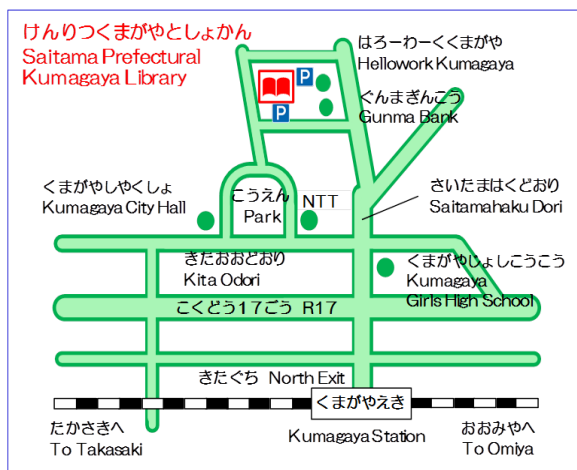 けんりつくまがやとしょかん
Saitama Prefectural
Kumagaya Library
P
P
はろーわーくくまがや
Hellowork Kumagaya
ぐんまぎんこう
Gunma Bank
くまがやしやくしょ
Kumagaya City Hall
こうえん
Park
NTT
さいたまはくどおり
Saitamahaku Dori
きたおおどおり
Kita Odori
くまがやじょしこうこう
Kumagaya
Girls High School
こくどう17ごう R17
きたぐち North Exit
くまがやえき
Kumagaya Station
たかさきへ
To Takasaki
おおみやへ
To Omiya